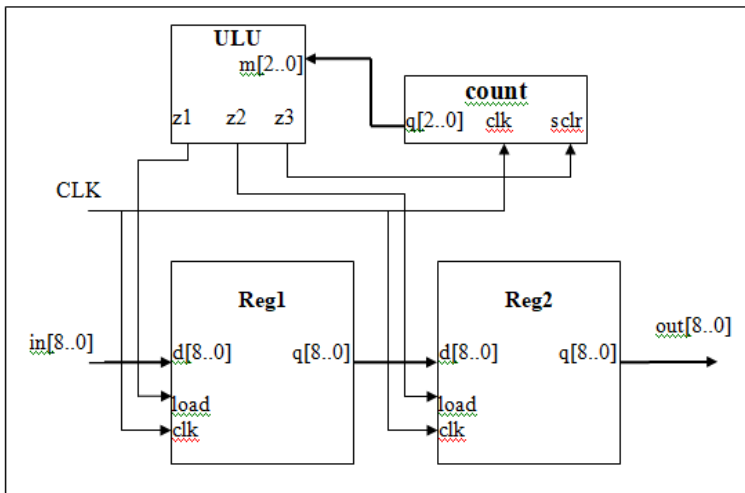 ULU
m[2..0]
z1 z2 z3
count
q[2..0] clk sclr
CLK
Reg1
in[8..0]
d[8..0] q[8..0]
load
clk
Reg2
d[8..0] q[8..0]
load
clk
out[8..0]